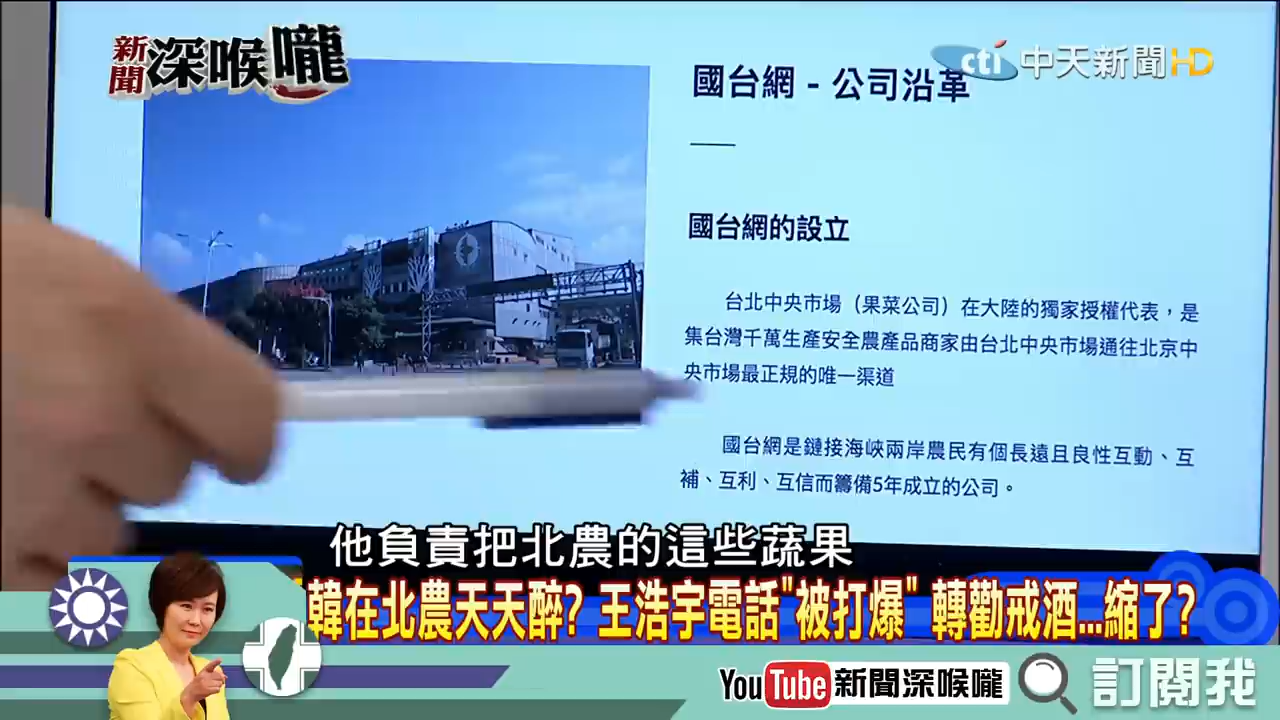 新聞深喉嚨
cti中天新聞HD
國台網-公司沿革
國台網的設立
台北中央市場（果菜公司）在大陸的獨家授權代表，是
集台灣千萬生產安全農產品商家由台北中央市場通往北京中
央市場最正規的唯一渠道
國台網是鏈接海峽兩岸農民有個長遠且良性互動、互
補、互利、互信而籌備5年成立的公司。
他負責把北農的這些蔬果
韓在北農天天醉? 王浩宇電話"被打爆" 轉勸戒酒...縮了?
YouTube 新聞深喉嚨 訂閱我